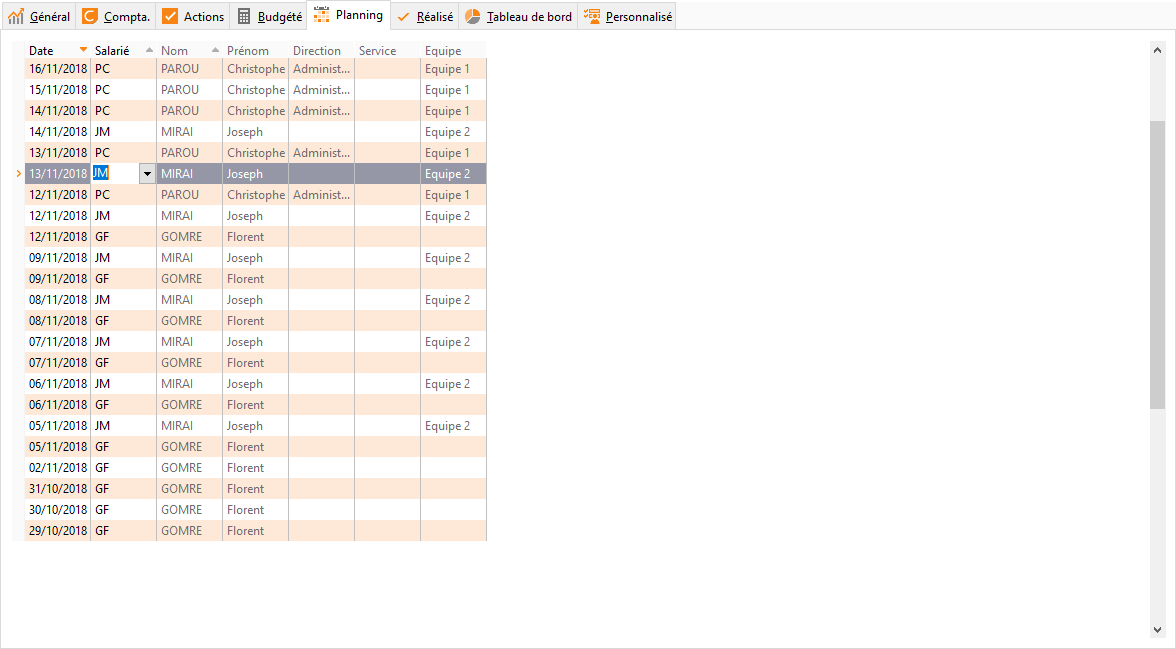 Général Compta. Actions Budgété Planning Réalisé Tableau de bord Personnalisé
Date Salarié Nom Prénom Direction Service Equipe
16/11/2018 PC PAROU Christophe Administ... Equipe 1
15/11/2018 PC PAROU Christophe Administ... Equipe 1
14/11/2018 PC PAROU Christophe Administ... Equipe 1
14/11/2018 JM MIRAI Joseph Equipe 2
13/11/2018 PC PAROU Christophe Administ... Equipe 1
13/11/2018 JM MIRAI Joseph Equipe 2
12/11/2018 PC PAROU Christophe Administ... Equipe 1
12/11/2018 JM MIRAI Joseph Equipe 2
12/11/2018 GF GOMRE Florent
09/11/2018 JM MIRAI Joseph Equipe 2
09/11/2018 GF GOMRE Florent
08/11/2018 JM MIRAI Joseph Equipe 2
08/11/2018 GF GOMRE Florent
07/11/2018 JM MIRAI Joseph Equipe 2
07/11/2018 GF GOMRE Florent
06/11/2018 JM MIRAI Joseph Equipe 2
06/11/2018 GF GOMRE Florent
05/11/2018 JM MIRAI Joseph Equipe 2
05/11/2018 GF GOMRE Florent
02/11/2018 GF GOMRE Florent
31/10/2018 GF GOMRE Florent
30/10/2018 GF GOMRE Florent
29/10/2018 GF GOMRE Florent